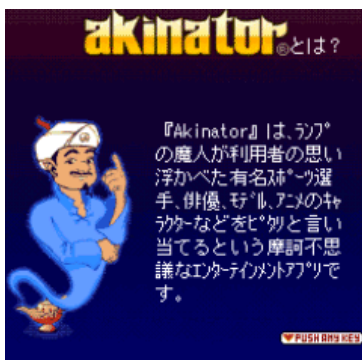 akinator®とは?
『Akinator』は、ﾗﾝﾌﾟ
の魔人が利用者の思い
浮かべた有名ｽﾎﾟｰﾂ選
手、俳優、ﾓﾃﾞﾙ、ｱﾆﾒのｷｬ
ﾗｸﾀｰなどをﾋﾟﾀﾘと言い
当てるという摩訶不思
議なｴﾝﾀｰﾃｲﾝﾒﾝﾄｱﾌﾟﾘで
す。
PUSH ANY KEY